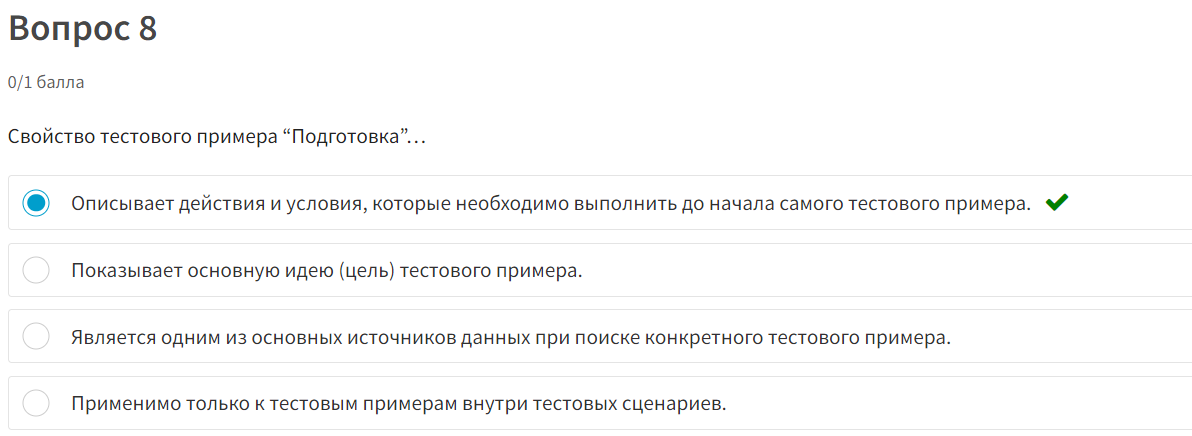 Вопрос 8
0/1 балла
Свойство тестового примера “Подготовка”…
Описывает действия и условия, которые необходимо выполнить до начала самого тестового примера.
Показывает основную идею (цель) тестового примера.
Является одним из основных источников данных при поиске конкретного тестового примера.
Применимо только к тестовым примерам внутри тестовых сценариев.